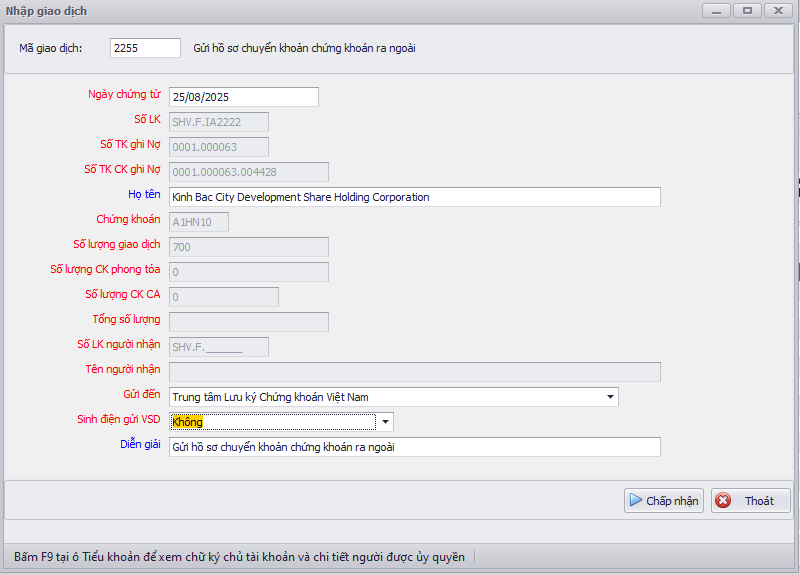 Nhập giao dịch
Mã giao dịch: 2255 Gửi hồ sơ chuyển khoản chứng khoán ra ngoài
Ngày chứng từ 25/08/2025
Số LK SHV.F.IA2222
Số TK ghi Nợ 0001.000063
Số TK CK ghi Nợ 0001.000063.004428
Họ tên Kinh Bac City Development Share Holding Corporation
Chứng khoán A1HN10
Số lượng giao dịch 700
Số lượng CK phong tỏa 0
Số lượng CK CA 0
Tổng số lượng
Số LK người nhận SHV.F.______
Tên người nhận
Gửi đến Trung tâm Lưu ký Chứng khoán Việt Nam
Sinh điện gửi VSD Không
Diễn giải Gửi hồ sơ chuyển khoản chứng khoán ra ngoài
Chấp nhận Thoát
Bấm F9 tại ô Tiểu khoản để xem chữ ký chủ tài khoản và chi tiết người được ủy quyền